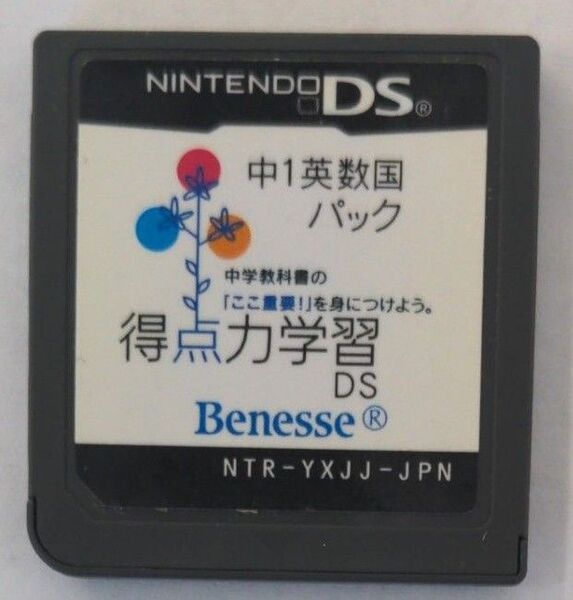 NINTENDO DS®
中1英数国
パック
中学教科書の
「ここ重要!」を身につけよう。
得点力学習
DS
Benesse®
NTR-YXJJ-JPN